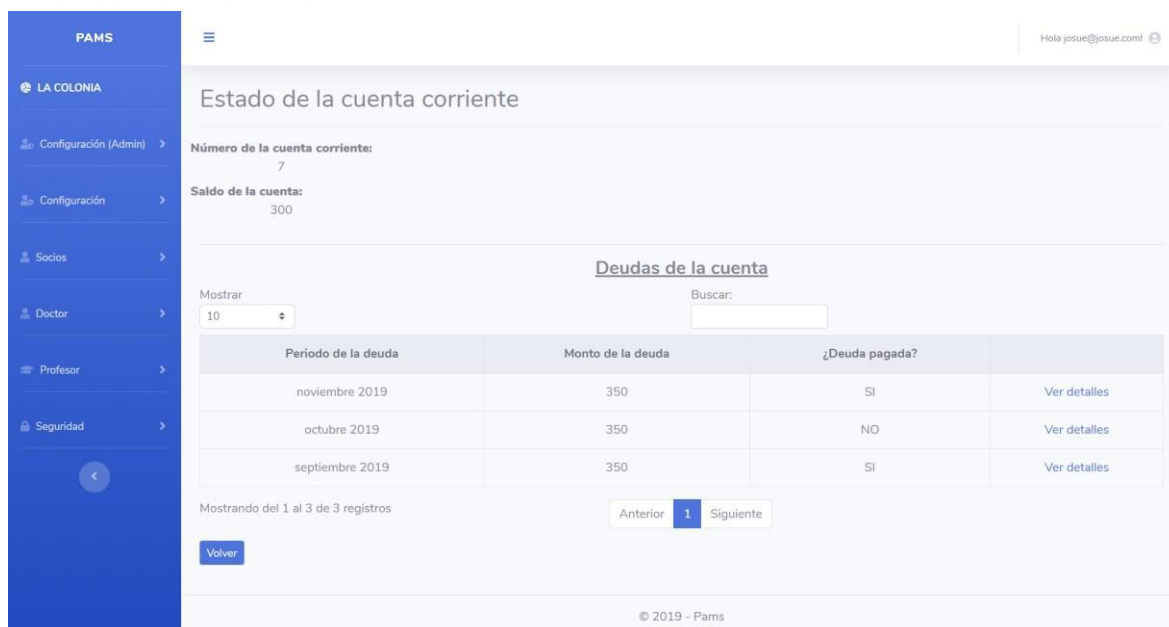 PAMS
Hola josue@josue.com!
LA COLONIA
Configuración (Admin)
Configuración
Socios
Doctor
Profesor
Seguridad
Estado de la cuenta corriente
Número de la cuenta corriente:
7
Saldo de la cuenta:
300
Deudas de la cuenta
Mostrar
10
Buscar:
Periodo de la deuda Monto de la deuda ¿Deuda pagada?
noviembre 2019 350 SI Ver detalles
octubre 2019 350 NO Ver detalles
septiembre 2019 350 SI Ver detalles
Mostrando del 1 al 3 de 3 registros
Anterior 1 Siguiente
Volver
© 2019 - Pams